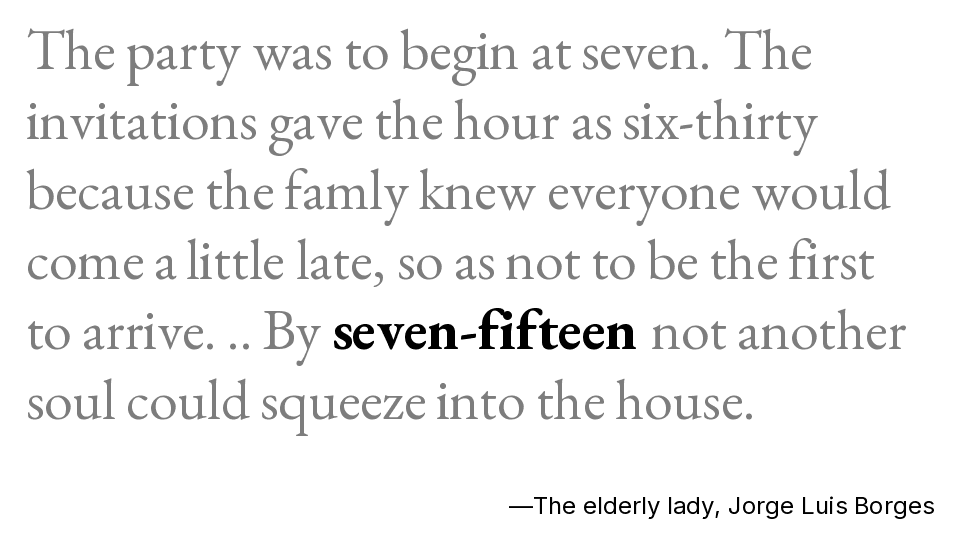 The party was to begin at seven. The
invitations gave the hour as six-thirty
because the famly knew everyone would
come a little late, so as not to be the first
to arrive. .. By seven-fifteen not another
soul could squeeze into the house.
—The elderly lady, Jorge Luis Borges